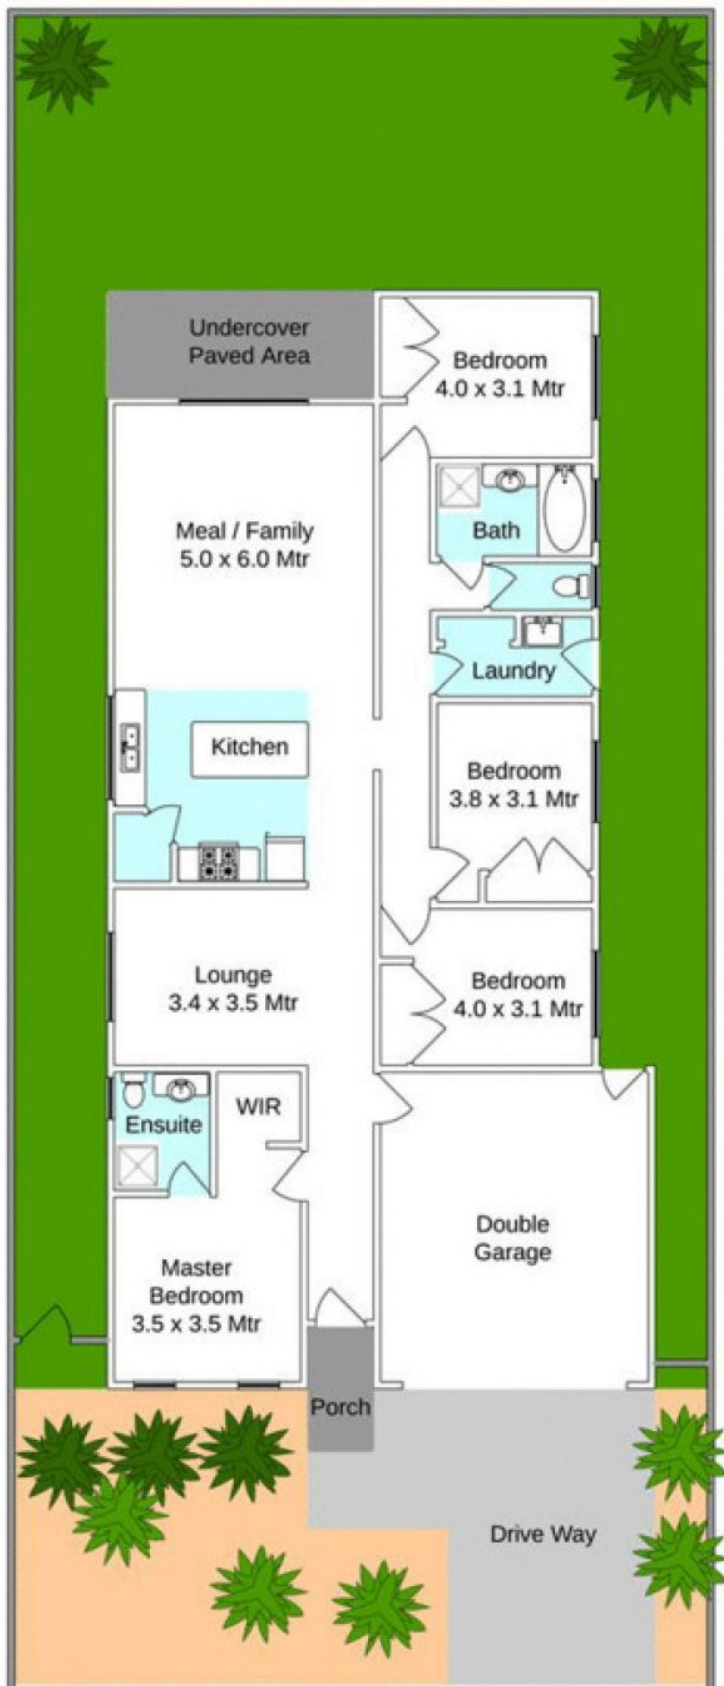 Undercover
Paved Area
Bedroom
4.0 x 3.1 Mtr
Meal / Family
5.0 x 6.0 Mtr
Bath
Laundry
Kitchen
Bedroom
3.8 x 3.1 Mtr
Lounge
3.4 x 3.5 Mtr
Bedroom
4.0 x 3.1 Mtr
WIR
Ensuite
Double
Garage
Master
Bedroom
3.5 x 3.5 Mtr
Porch
Drive Way